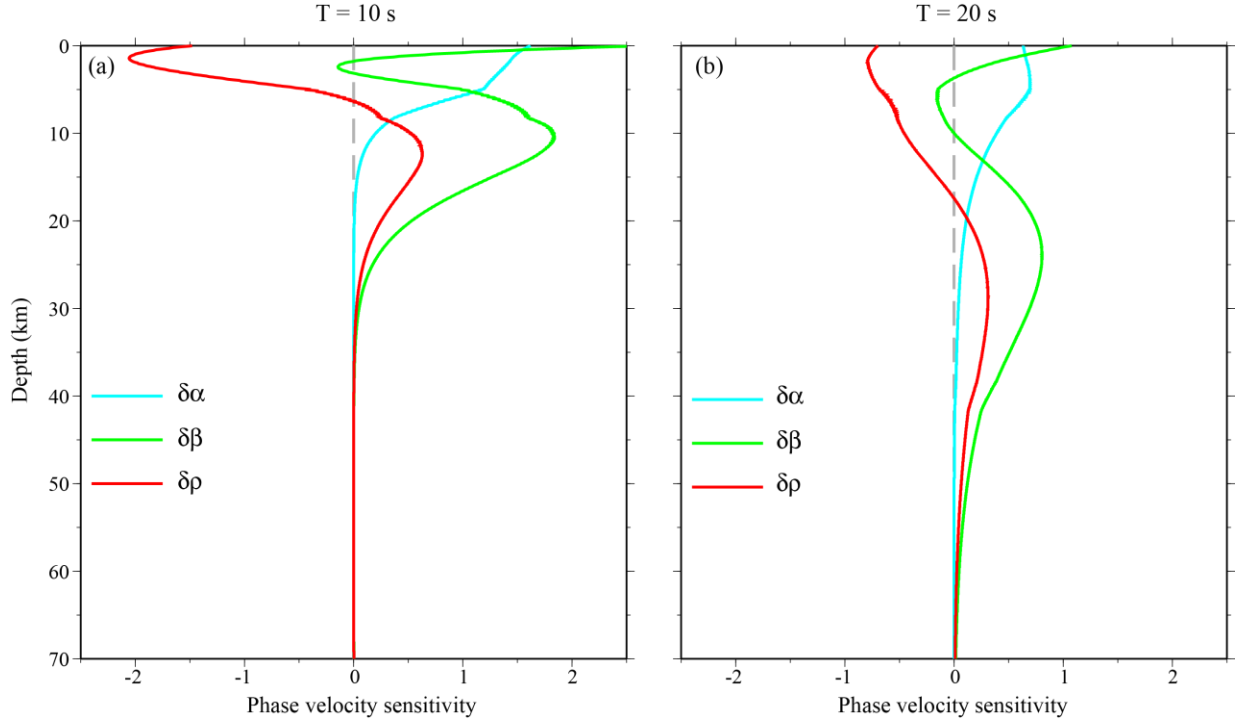 T = 10 s
T = 20 s
(a)
(b)
0
10
20
30
40
50
60
70
Depth (km)
δα
δβ
δρ
δα
δβ
δρ
-2
-1
0
1
2
-2
-1
0
1
2
Phase velocity sensitivity
Phase velocity sensitivity